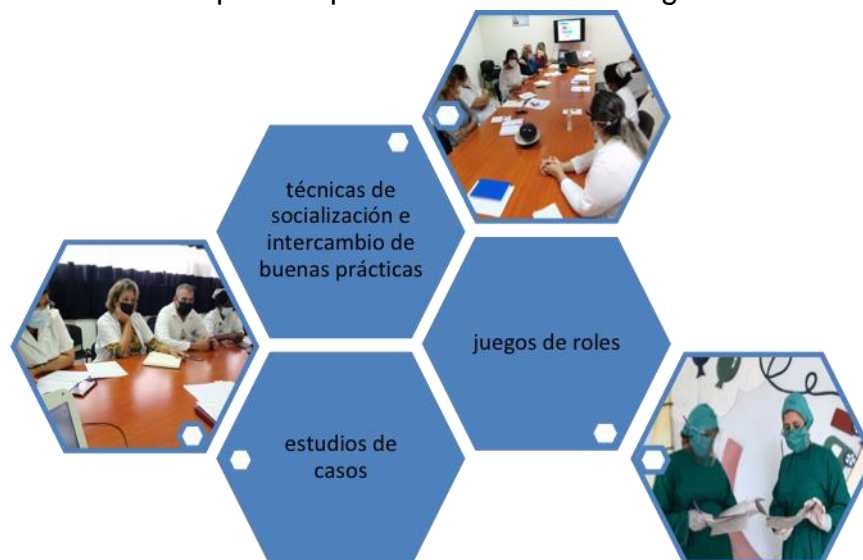 técnicas de
socialización e
intercambio de
buenas prácticas
juegos de roles
estudios de
casos